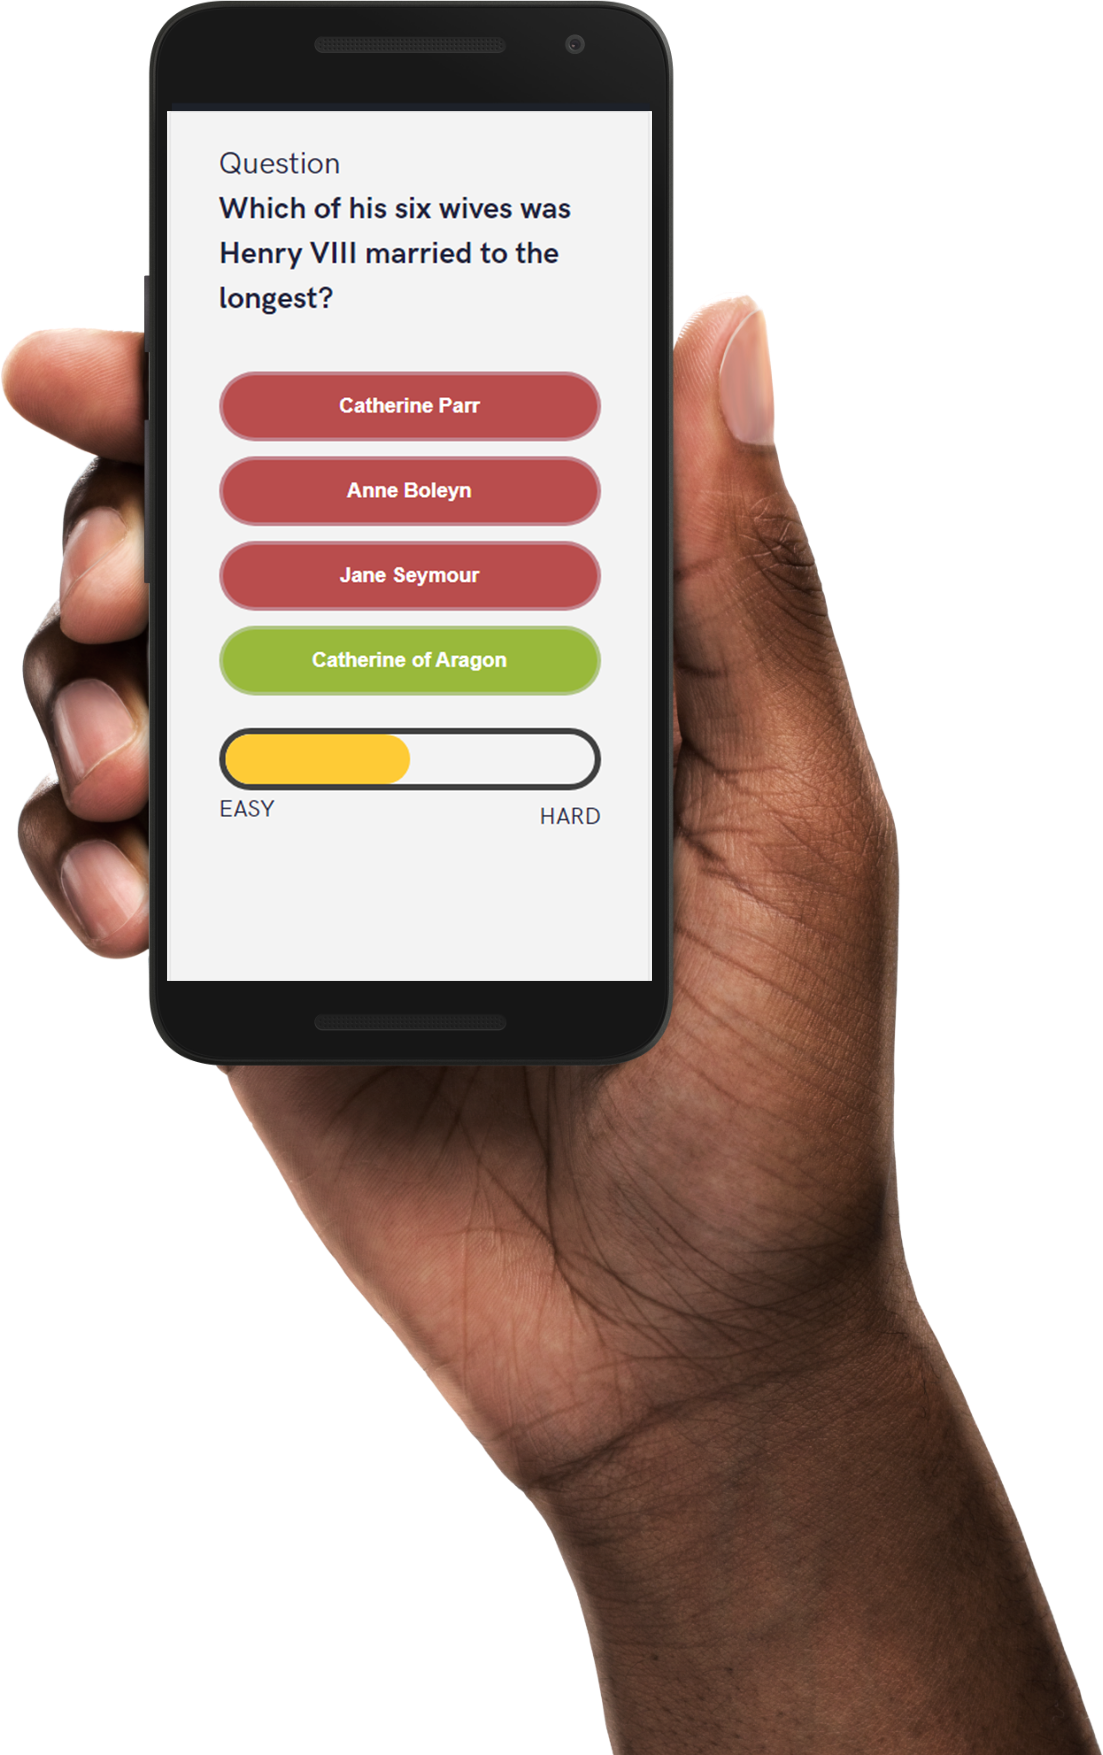 Question
Which of his six wives was
Henry VIII married to the
longest?
Catherine Parr
Anne Boleyn
Jane Seymour
Catherine of Aragon
EASY
HARD